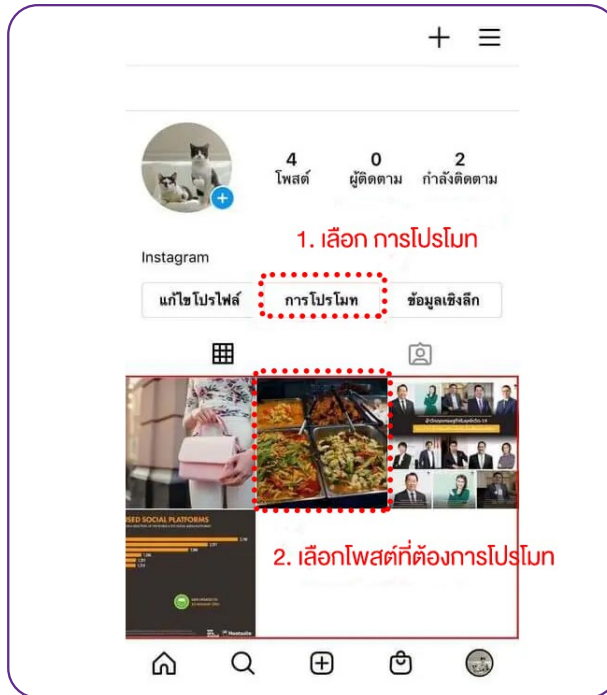 4 0 2
โพสต์ ผู้ติดตาม กำลังติดตาม
1. เลือก การโปรโมท
Instagram
แก้ไขโปรไฟล์ การโปรโมท ข้อมูลเชิงลึก
USED SOCIAL PLATFORMS
2. เลือกโพสต์ที่ต้องการโปรโมท
Hootsuite